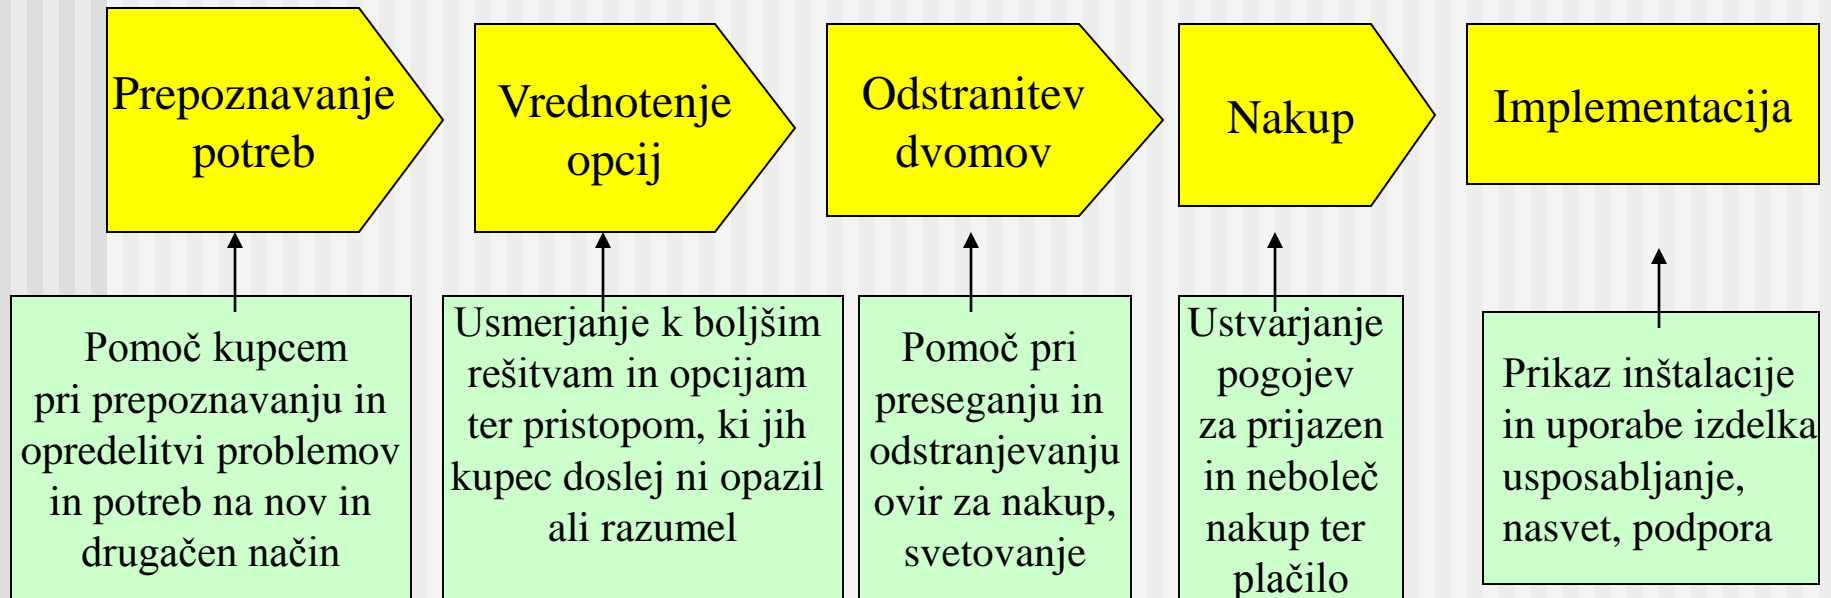 Prepoznavanje
potreb
Vrednotenje
opcij
Odstranitev
dvomov
Nakup
Implementacija
Pomoč kupcem
pri prepoznavanju in
opredelitvi problemov
in potreb na nov in
drugačen način
Usmerjanje k boljšim
rešitvam in opcijam
ter pristopom, ki jih
kupec doslej ni opazil
ali razumel
Pomoč pri
preseganju in
odstranjevanju
ovir za nakup,
svetovanje
Ustvarjanje
pogojev
za prijazen
in neboleč
nakup ter
plačilo
Prikaz inštalacije
in uporabe izdelka
usposabljanje,
nasvet, podpora